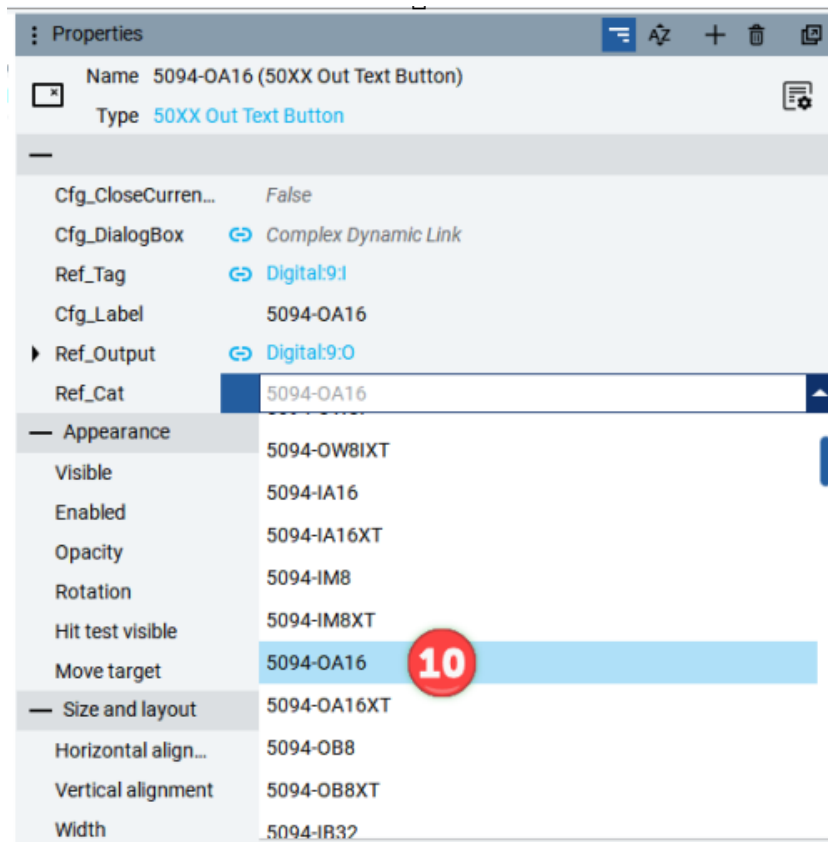 Properties
Name 5094-OA16 (50XX Out Text Button)
Type 50XX Out Text Button
Cfg_CloseCurren... False
Cfg_DialogBox Complex Dynamic Link
Ref_Tag Digital:9:I
Cfg_Label 5094-OA16
Ref_Output Digital:9:O
Ref_Cat 5094-OA16
Appearance
5094-OW8IXT
Visible
5094-IA16
Enabled
5094-IA16XT
Opacity
5094-IM8
Rotation
5094-IM8XT
Hit test visible
5094-OA16 10
Move target
5094-OA16XT
Size and layout
5094-OB8
Horizontal align...
5094-OB8XT
Vertical alignment
5094-IB32
Width